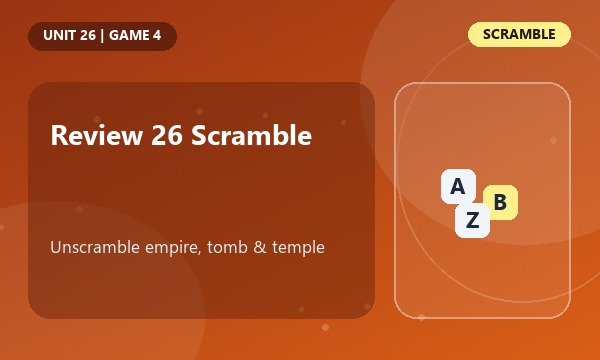 UNIT 26 | GAME 4
SCRAMBLE
Review 26 Scramble
Unscramble empire, tomb & temple
A
B
Z